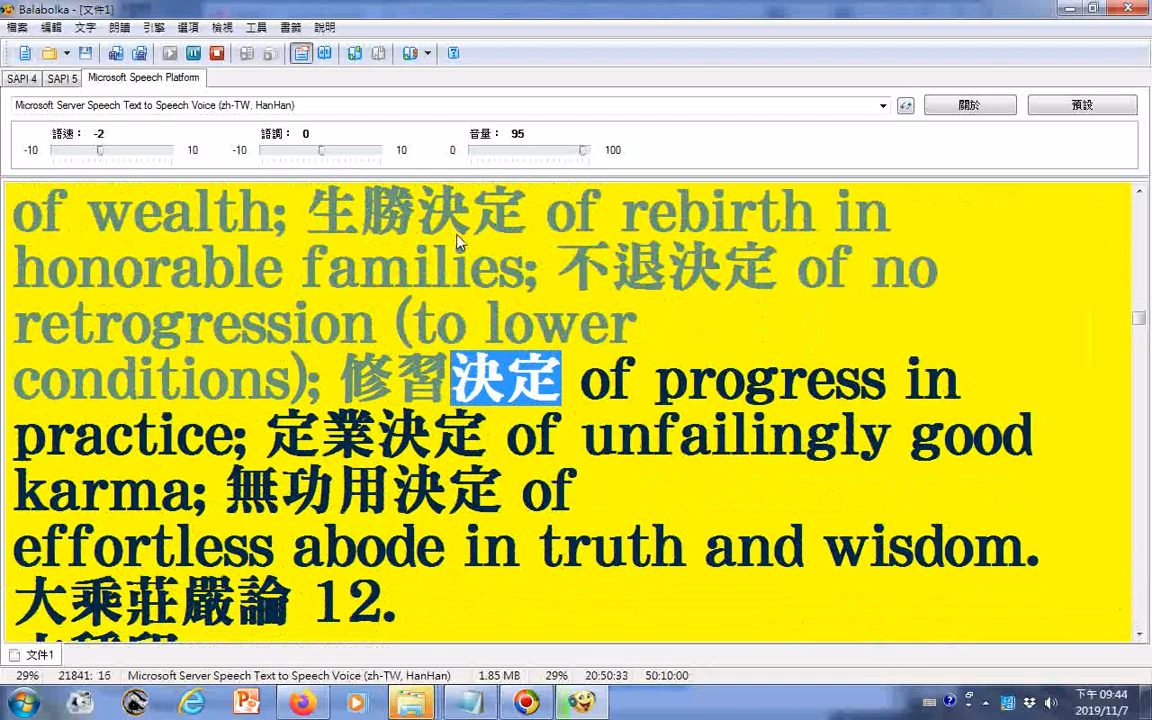 Balabolka - [文件1]
檔案 編輯 文字 朗讀 引擎 選項 檢視 工具 書籤 說明
SAPI 4 SAPI 5 Microsoft Speech Platform
Microsoft Server Speech Text to Speech Voice (zh-TW, HanHan) 關於 預設
語速： -2 語調： 0 音量： 95
-10 10 -10 10 0 100
of wealth; 生勝決定 of rebirth in
honorable families; 不退決定 of no
retrogression (to lower
conditions); 修習決定 of progress in
practice; 定業決定 of unfailingly good
karma; 無功用決定 of
effortless abode in truth and wisdom.
大乘莊嚴論 12.
文件1
29% 21841: 16 Microsoft Server Speech Text to Speech Voice (zh-TW, HanHan) 1.85 MB 29% 20:50:33 50:10:00
下午 09:44
2019/11/7